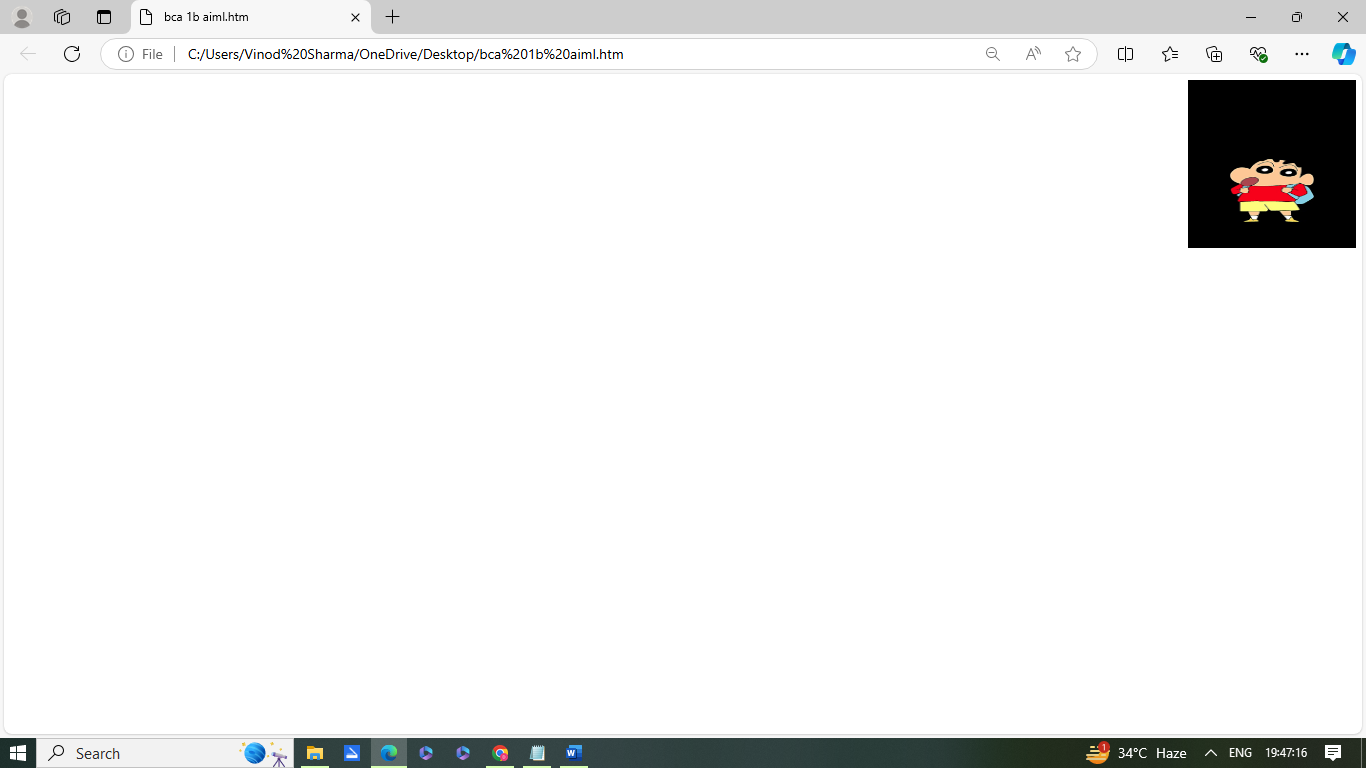 bca 1b aiml.htm
File C:/Users/Vinod%20Sharma/OneDrive/Desktop/bca%201b%20aiml.htm
Search 1 34°C Haze ENG 19:47:16